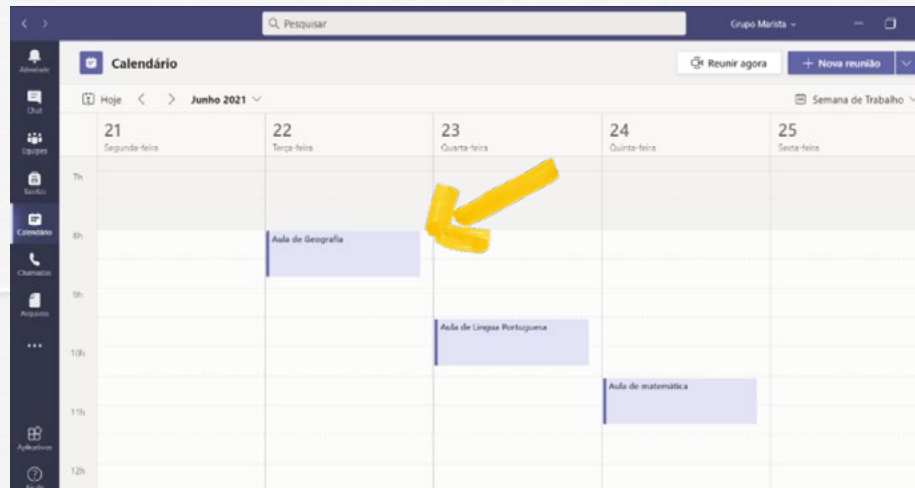 Pesquisar
Grupo Marista
Atividade
Chat
Equipes
Tarefas
Calendário
Chamadas
Arquivos
Aplicativos
Ajuda
Calendário
Reunir agora
+ Nova reunião
Hoje
Junho 2021
Semana de Trabalho
21
Segunda-feira
22
Terça-feira
23
Quarta-feira
24
Quinta-feira
25
Sexta-feira
7h
8h
9h
10h
11h
12h
Aula de Geografia
Aula de Língua Portuguesa
Aula de matemática